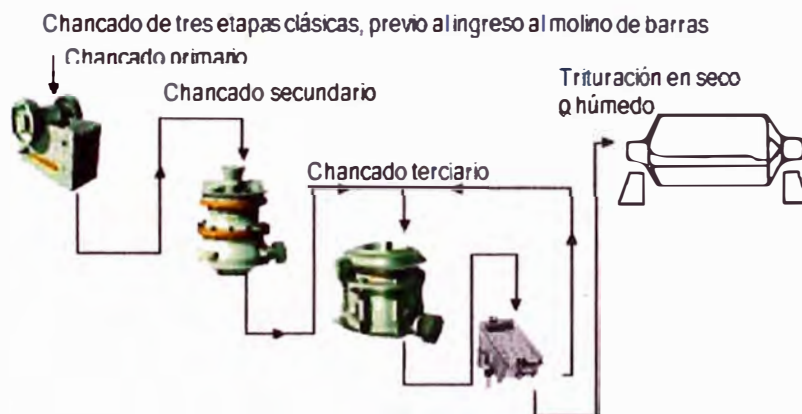 Chancado de tres etapas clásicas, previo al ingreso al molino de barras
Chancado primario
Chancado secundario
Chancado terciario
Trituración en seco
o húmedo